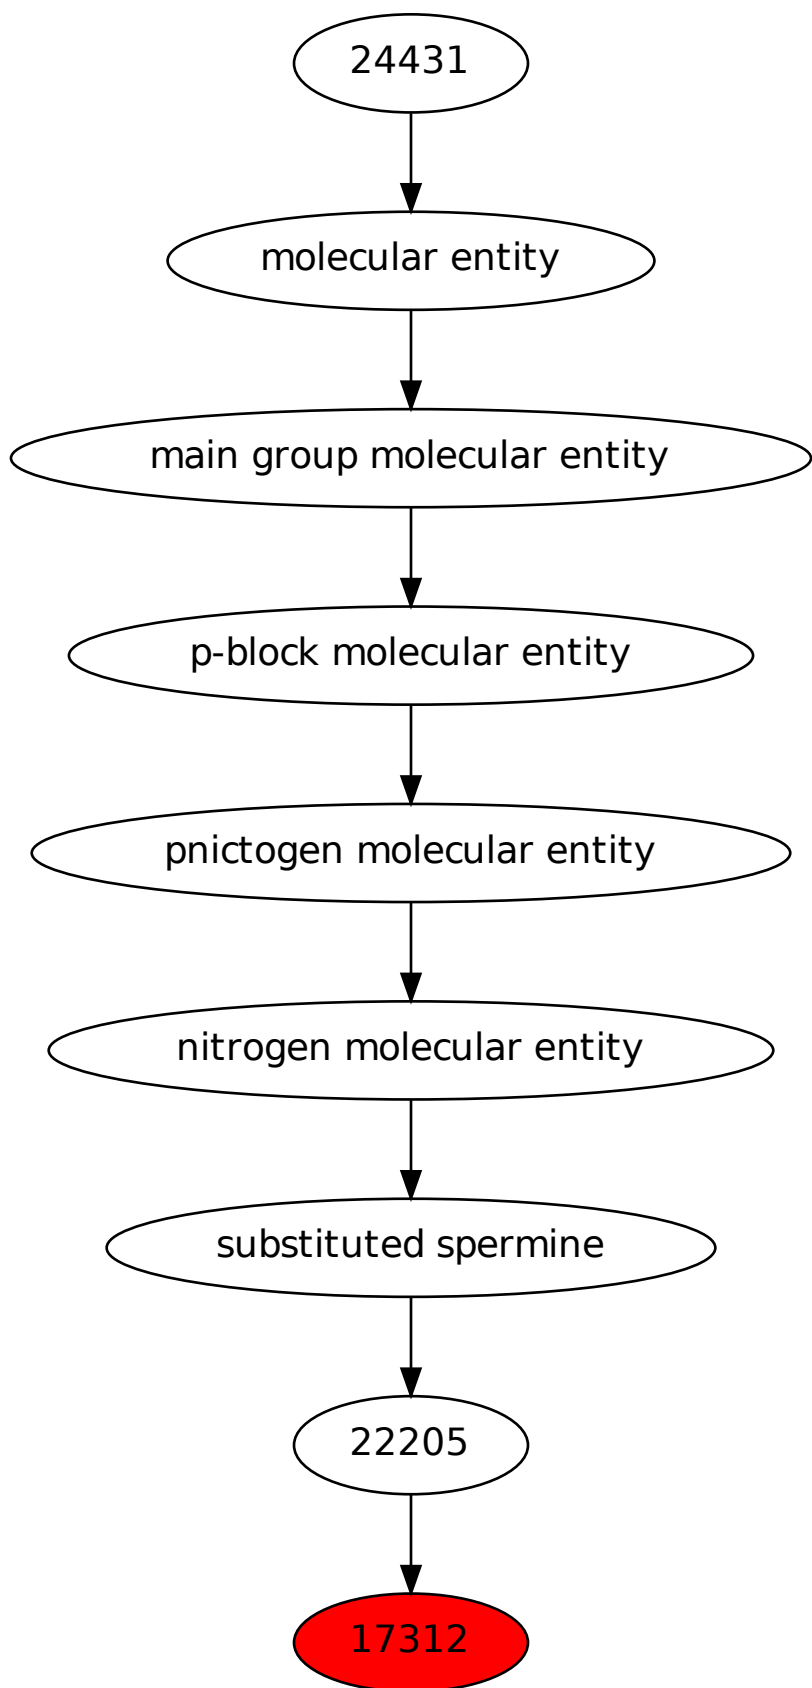 24431
molecular entity
main group molecular entity
p-block molecular entity
pnictogen molecular entity
nitrogen molecular entity
substituted spermine
22205
17312